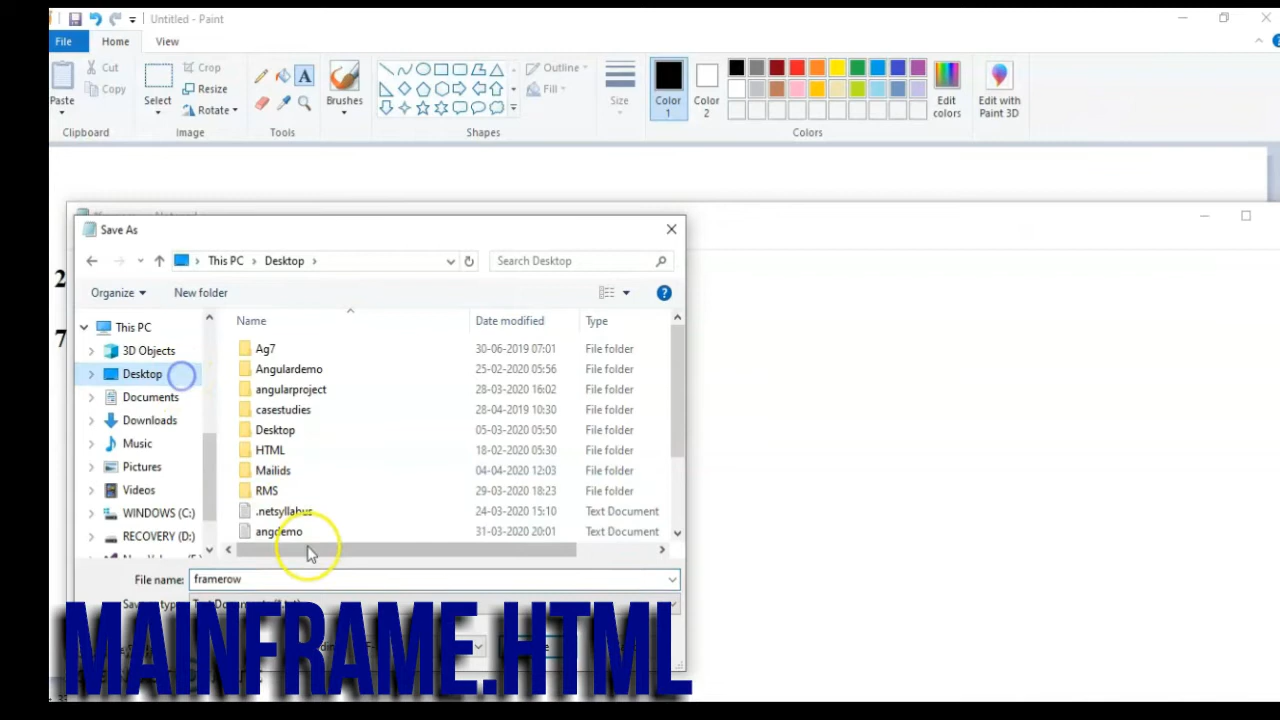 Untitled - Paint
File Home View
Paste
Cut
Copy
Clipboard
Select
Crop
Resize
Rotate
Image
Tools
Brushes
Shapes
Outline
Fill
Size
Color 1
Color 2
Colors
Edit colors
Edit with Paint 3D
2
7
Save As
This PC > Desktop >
Search Desktop
Organize New folder
This PC
3D Objects
Desktop
Documents
Downloads
Music
Pictures
Videos
WINDOWS (C:)
RECOVERY (D:)
Name Date modified Type
Ag7 30-06-2019 07:01 File folder
Angulardemo 25-02-2020 05:56 File folder
angularproject 28-03-2020 16:02 File folder
casestudies 28-04-2019 10:30 File folder
Desktop 05-03-2020 05:50 File folder
HTML 18-02-2020 05:30 File folder
Mailids 04-04-2020 12:03 File folder
RMS 29-03-2020 18:23 File folder
.netsyllabus 24-03-2020 15:10 Text Document
angdemo 31-03-2020 20:01 Text Document
File name: framerow
MAINFRAME.HTML